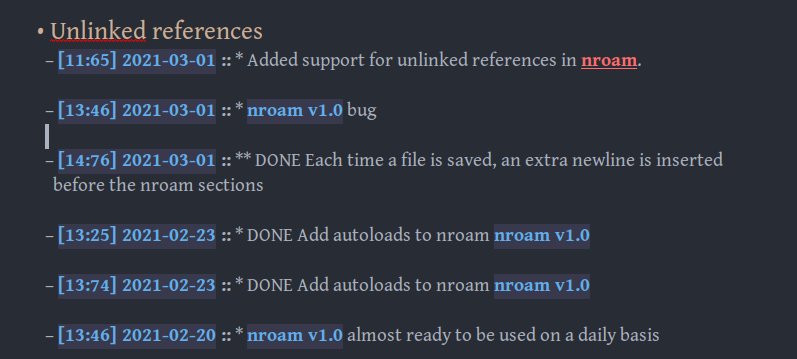 • Unlinked references
– [11:65] 2021-03-01 :: * Added support for unlinked references in nroam.
– [13:46] 2021-03-01 :: * nroam v1.0 bug
– [14:76] 2021-03-01 :: ** DONE Each time a file is saved, an extra newline is inserted
before the nroam sections
– [13:25] 2021-02-23 :: * DONE Add autoloads to nroam nroam v1.0
– [13:74] 2021-02-23 :: * DONE Add autoloads to nroam nroam v1.0
– [13:46] 2021-02-20 :: * nroam v1.0 almost ready to be used on a daily basis